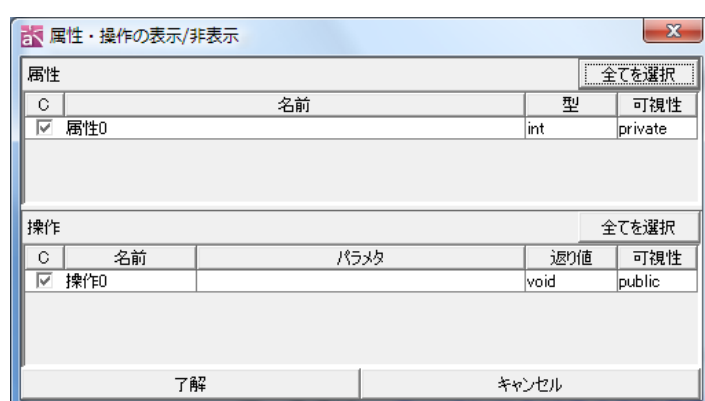 属性・操作の表示/非表示
属性 全てを選択
C 名前 型 可視性
属性0 int private
操作 全てを選択
C 名前 パラメタ 返り値 可視性
操作0 void public
了解 キャンセル